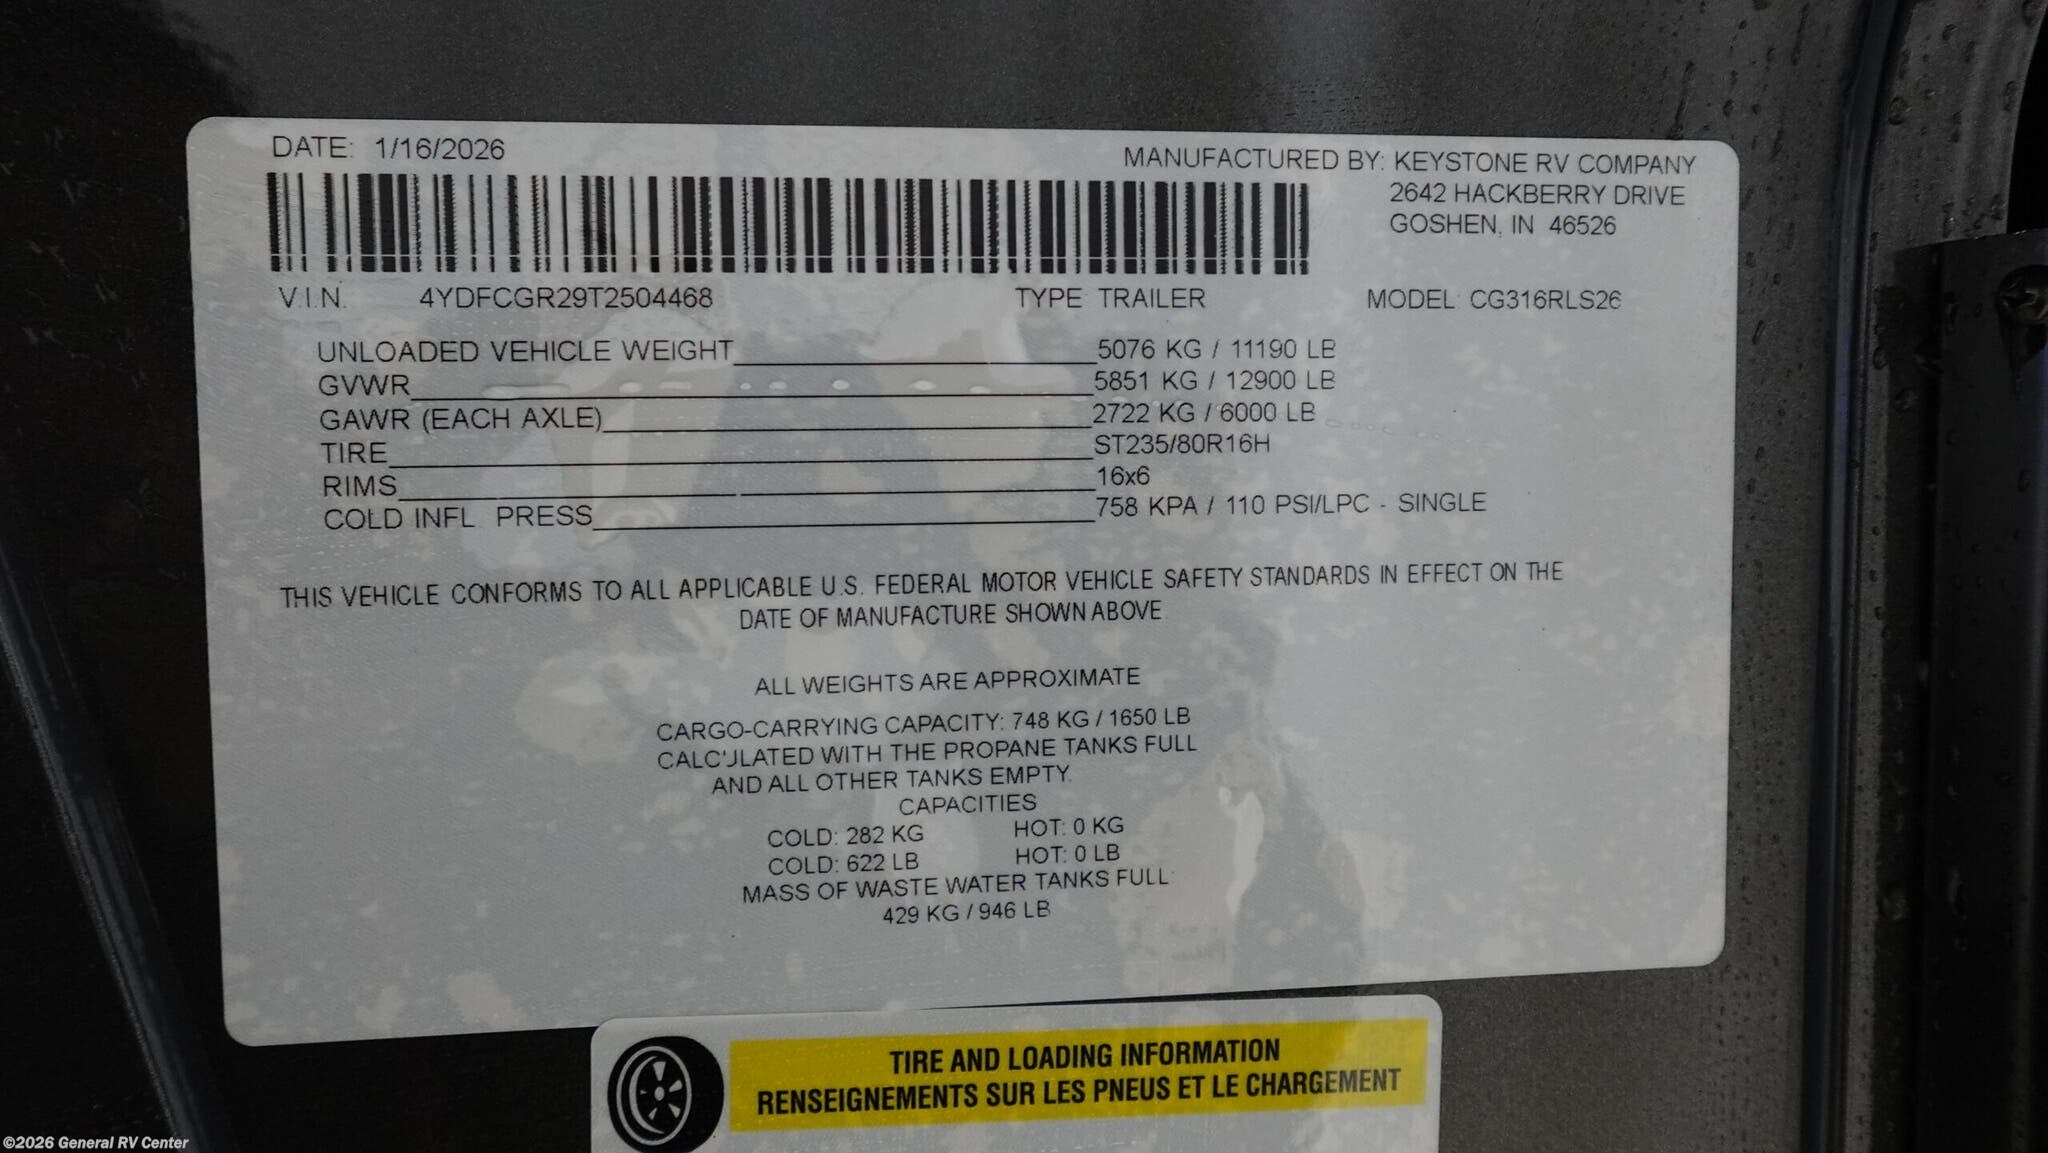 DATE: 1/16/2026
MANUFACTURED BY: KEYSTONE RV COMPANY
2642 HACKBERRY DRIVE
GOSHEN, IN 46526
V.I.N. 4YDFCGR29T2504468 TYPE TRAILER MODEL CG316RLS26
UNLOADED VEHICLE WEIGHT 5076 KG / 11190 LB
GVWR 5851 KG / 12900 LB
GAWR (EACH AXLE) 2722 KG / 6000 LB
TIRE ST235/80R16H
RIMS 16x6
COLD INFL PRESS 758 KPA / 110 PSI/LPC - SINGLE
THIS VEHICLE CONFORMS TO ALL APPLICABLE U.S. FEDERAL MOTOR VEHICLE SAFETY STANDARDS IN EFFECT ON THE
DATE OF MANUFACTURE SHOWN ABOVE
ALL WEIGHTS ARE APPROXIMATE
CARGO-CARRYING CAPACITY: 748 KG / 1650 LB
CALC'JLATED WITH THE PROPANE TANKS FULL
AND ALL OTHER TANKS EMPTY.
CAPACITIES
COLD: 282 KG HOT: 0 KG
COLD: 622 LB HOT: 0 LB
MASS OF WASTE WATER TANKS FULL:
429 KG / 946 LB
TIRE AND LOADING INFORMATION
RENSEIGNEMENTS SUR LES PNEUS ET LE CHARGEMENT
©2026 General RV Center